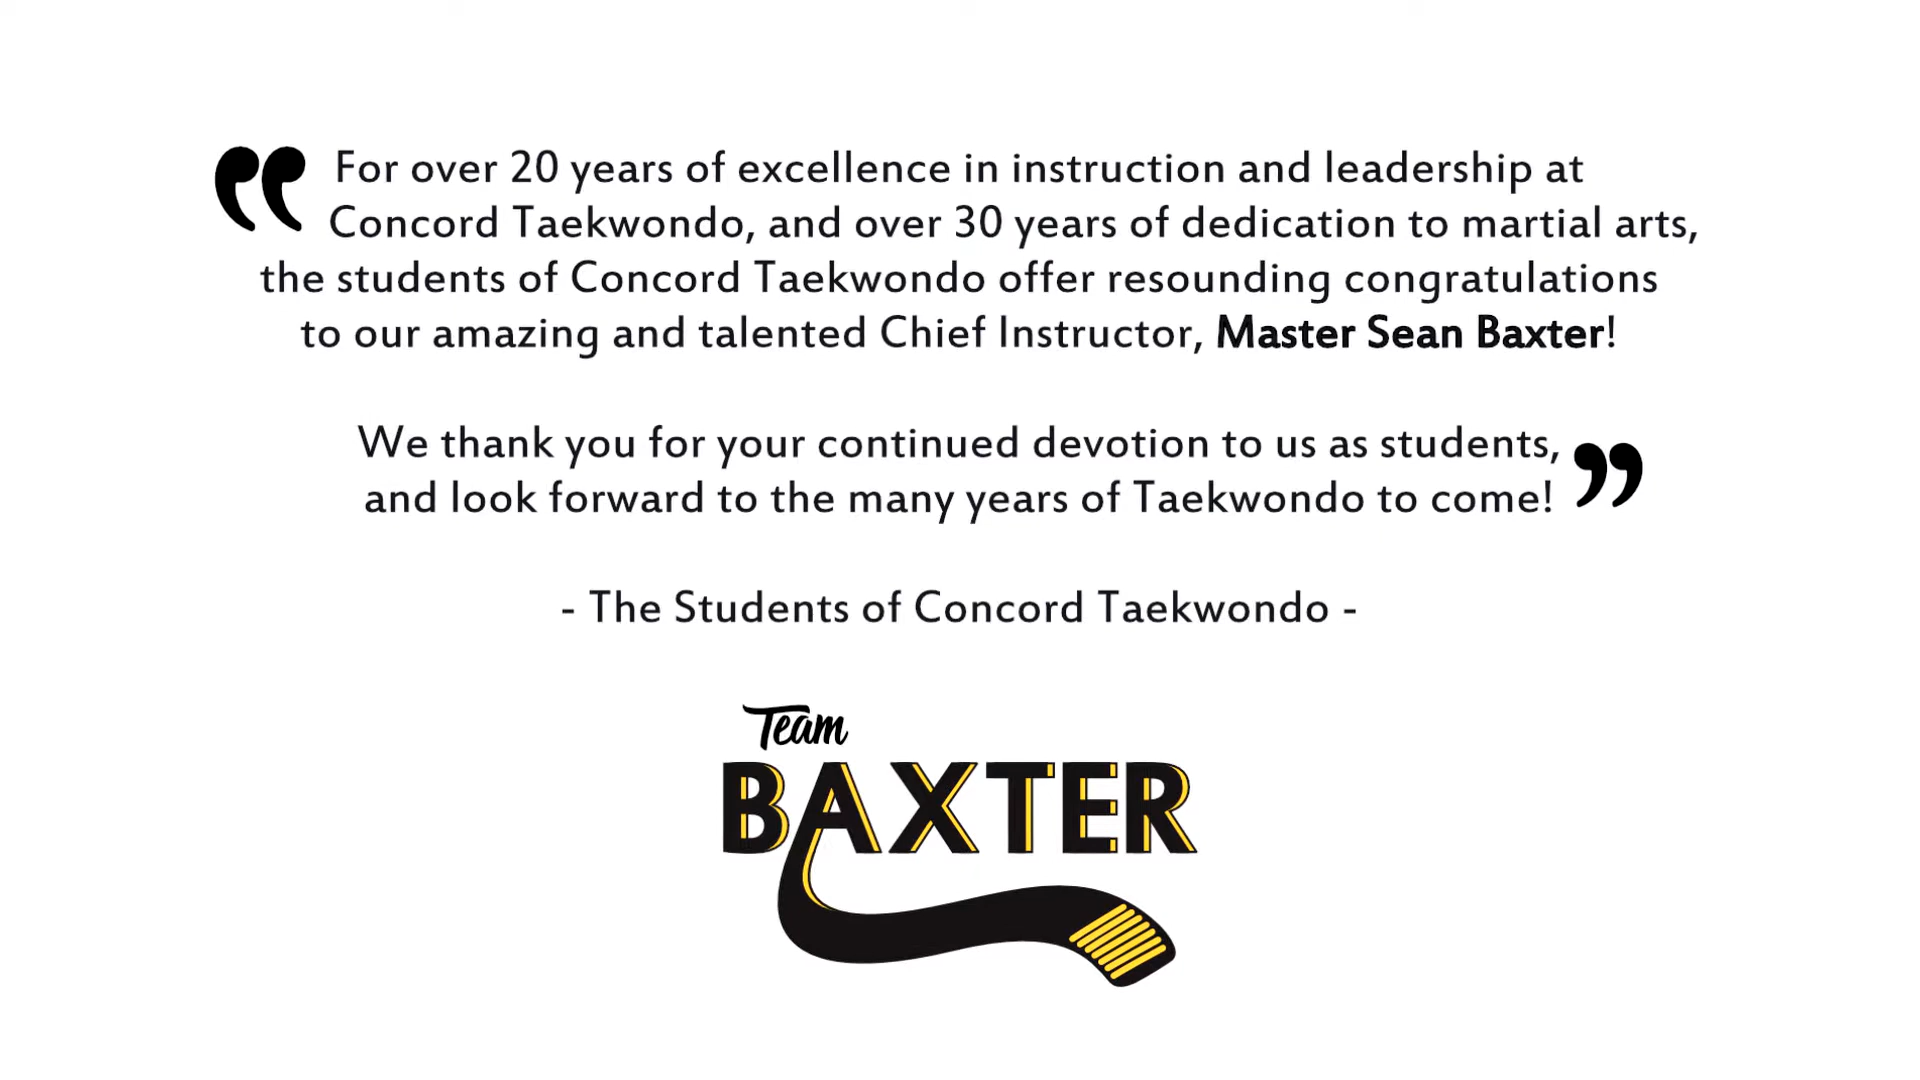 “ For over 20 years of excellence in instruction and leadership at
Concord Taekwondo, and over 30 years of dedication to martial arts,
the students of Concord Taekwondo offer resounding congratulations
to our amazing and talented Chief Instructor, Master Sean Baxter!
We thank you for your continued devotion to us as students,
and look forward to the many years of Taekwondo to come! ”
- The Students of Concord Taekwondo -
Team
BAXTER